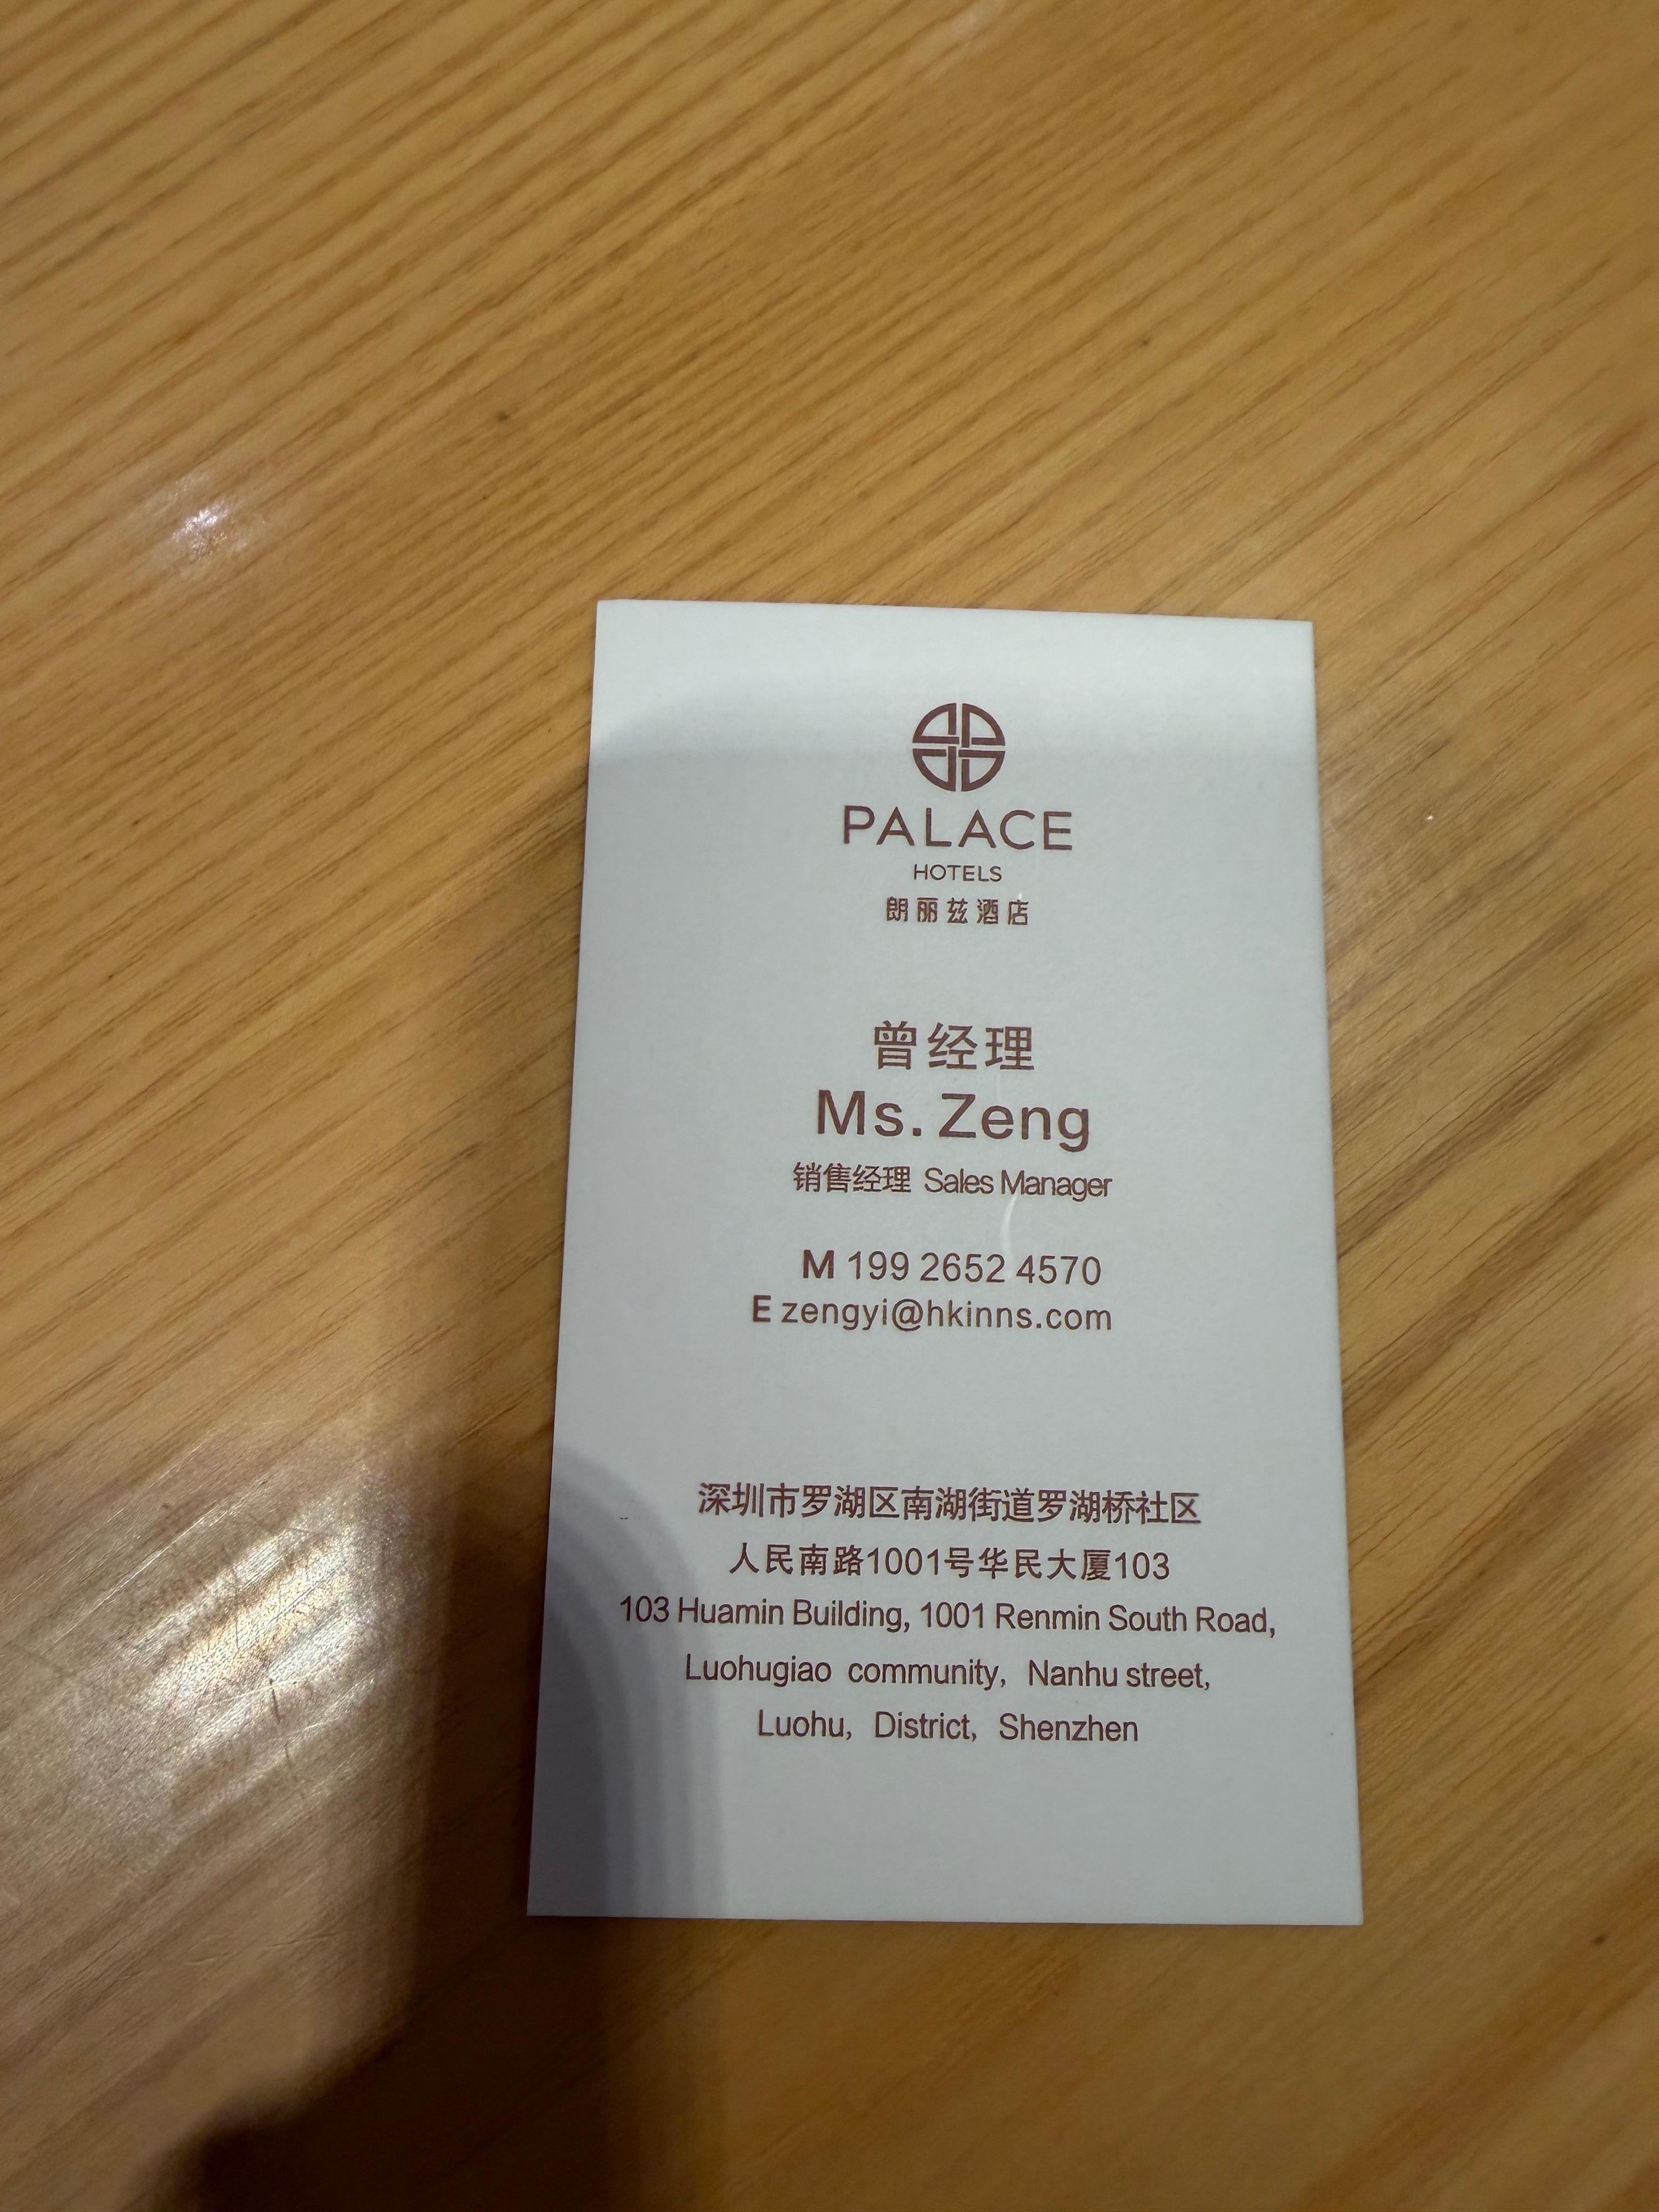 PALACE
HOTELS
朗丽兹酒店
曾经理
Ms. Zeng
销售经理 Sales Manager
M 199 2652 4570
E zengyi@hkinns.com
深圳市罗湖区南湖街道罗湖桥社区
人民南路1001号华民大厦103
103 Huamin Building, 1001 Renmin South Road,
Luohugiao community, Nanhu street,
Luohu, District, Shenzhen